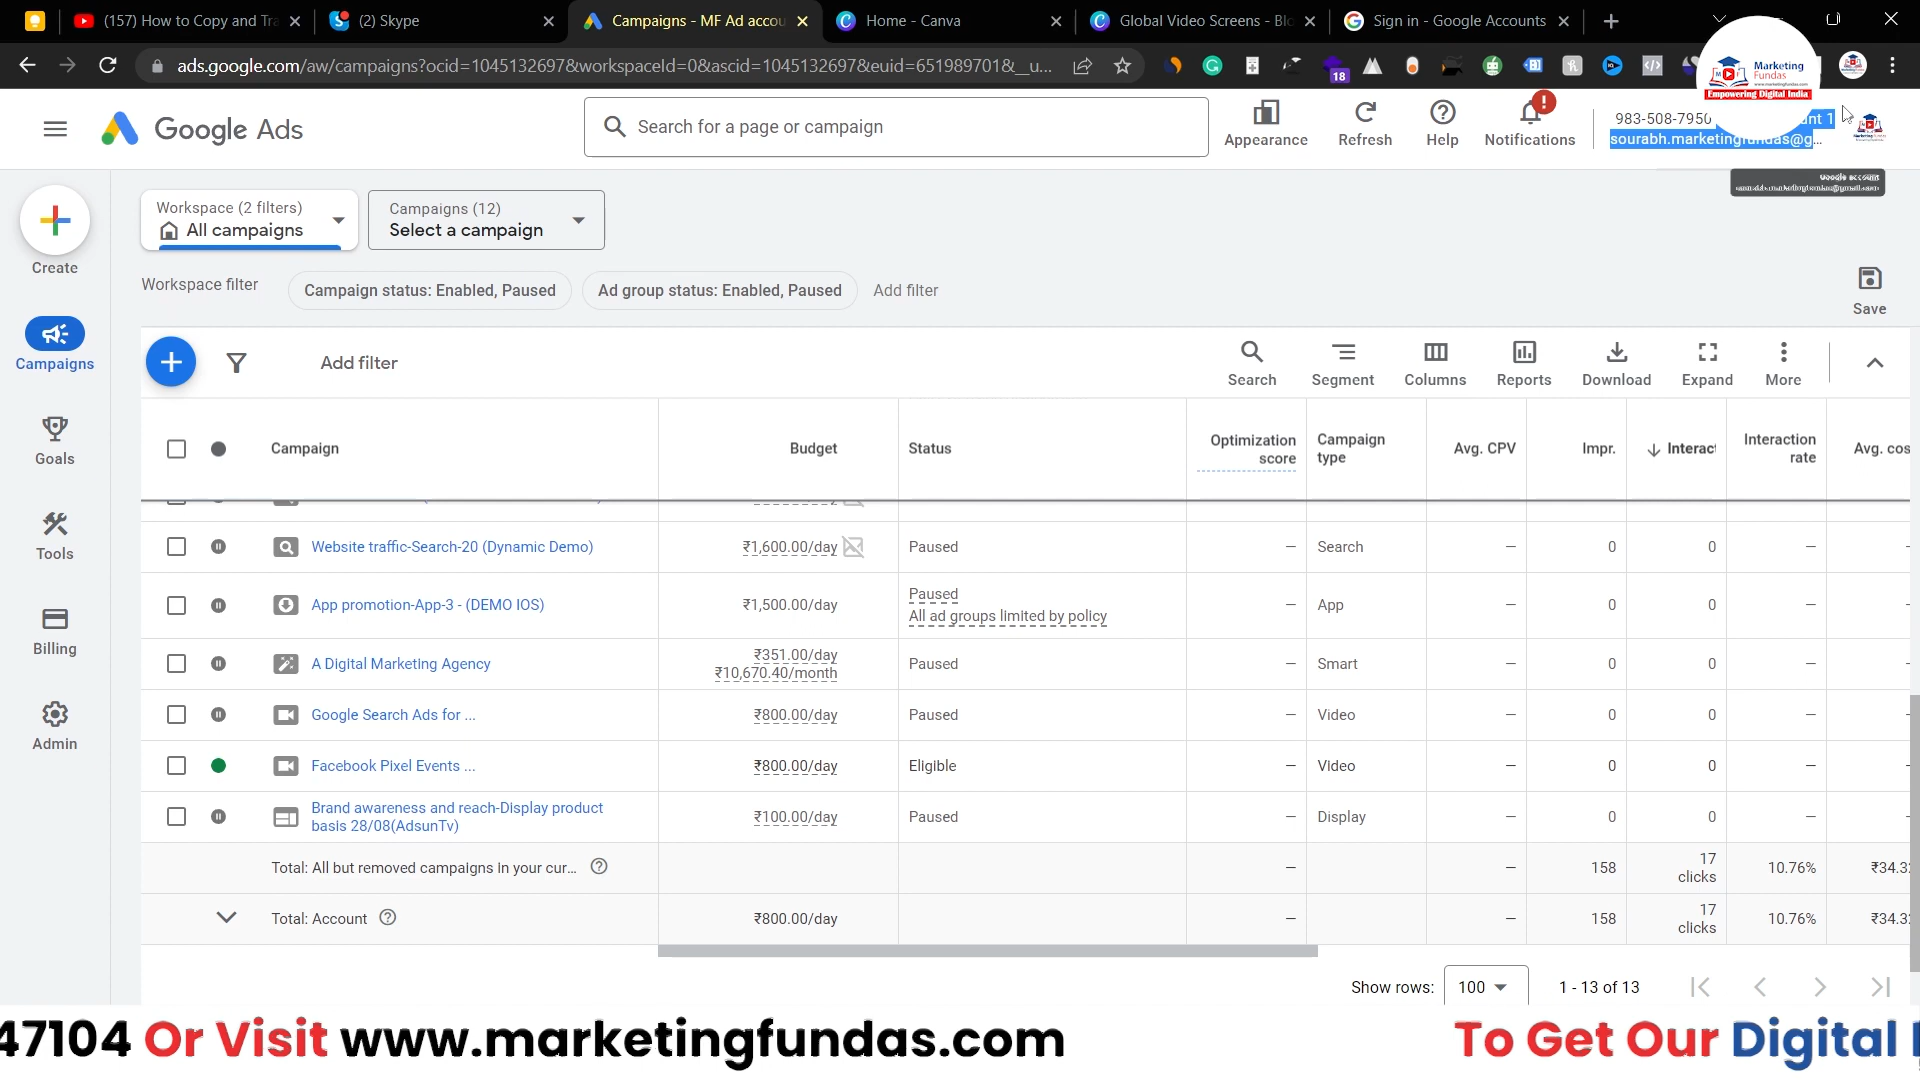 (157) How to Copy and Tra
(2) Skype
Campaigns - MF Ad accou
Home - Canva
Global Video Screens - Blo
Sign in - Google Accounts
ads.google.com/aw/campaigns?ocid=1045132697&workspaceId=0&ascid=1045132697&euid=651989701&__u...
18
Marketing
Fundas
Empowering Digital India
Google Ads
Search for a page or campaign
Appearance
Refresh
Help
Notifications
983-508-7950
unt 1
sourabh.marketingfundas@g...
Google account
Workspace (2 filters)
All campaigns
Campaigns (12)
Select a campaign
Create
Workspace filter
Campaign status: Enabled, Paused
Ad group status: Enabled, Paused
Add filter
Save
Campaigns
Goals
Tools
Billing
Admin
Add filter
Search
Segment
Columns
Reports
Download
Expand
More
Campaign
Budget
Status
Optimization
score
Campaign
type
Avg. CPV
Impr.
Interact
Interaction
rate
Avg. cos
Website traffic-Search-20 (Dynamic Demo)
₹1,600.00/day
Paused
—
Search
—
0
0
—
App promotion-App-3 - (DEMO IOS)
₹1,500.00/day
Paused
All ad groups limited by policy
—
App
—
0
0
—
A Digital Marketing Agency
₹351.00/day
₹10,670.40/month
Paused
—
Smart
—
0
0
—
Google Search Ads for ...
₹800.00/day
Paused
—
Video
—
0
0
—
Facebook Pixel Events ...
₹800.00/day
Eligible
—
Video
—
0
0
—
Brand awareness and reach-Display product
basis 28/08(AdsunTv)
₹100.00/day
Paused
—
Display
—
0
0
—
Total: All but removed campaigns in your cur...
—
—
158
17
clicks
10.76%
₹34.3
Total: Account
₹800.00/day
—
—
158
17
clicks
10.76%
₹34.3
Show rows:
100
1 - 13 of 13
47104 Or Visit www.marketingfundas.com
To Get Our Digital